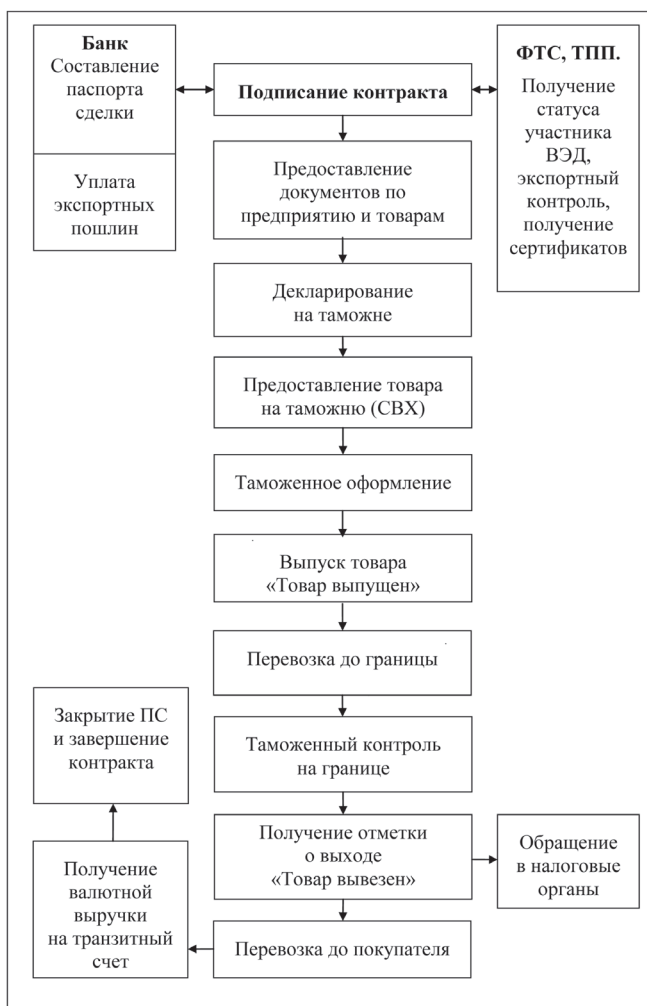 Банк
Составление
паспорта
сделки
Уплата
экспортных
пошлин
Подписание контракта
ФТС, ТПП.
Получение
статуса
участника
ВЭД,
экспортный
контроль,
получение
сертификатов
Предоставление
документов по
предприятию и товарам
Декларирование
на таможне
Предоставление товара
на таможню (СВХ)
Таможенное оформление
Выпуск товара
«Товар выпущен»
Перевозка до границы
Таможенный контроль
на границе
Получение отметки
о выходе
«Товар вывезен»
Обращение
в налоговые
органы
Перевозка до покупателя
Получение
валютной
выручки
на транзитный
счет
Закрытие ПС
и завершение
контракта